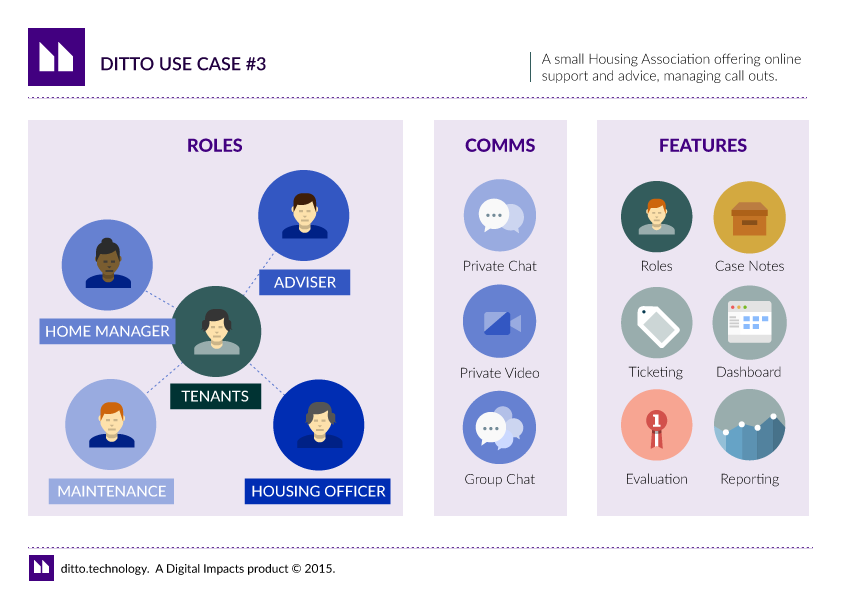 DITTO USE CASE #3
A small Housing Association offering online
support and advice, managing call outs.
ROLES
ADVISER
HOME MANAGER
TENANTS
MAINTENANCE
HOUSING OFFICER
COMMS
Private Chat
Private Video
Group Chat
FEATURES
Roles
Case Notes
Ticketing
Dashboard
1
Evaluation
Reporting
ditto.technology. A Digital Impacts product © 2015.